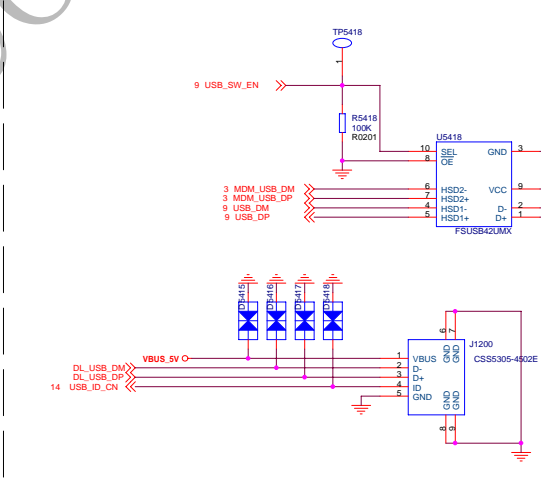 TP5418
1
9 USB_SW_EN
R5418
100K
R0201
U5418
10 SEL GND 3
8 OE
3 MDM_USB_DM 6 HSD2- VCC 9
3 MDM_USB_DP 7 HSD2+
9 USB_DM 4 HSD1- D- 2
9 USB_DP 5 HSD1+ D+ 1
FSUSB42UMX
D5415 D5416 D5417 D5418
6 7
J1200
CSS5305-4502E
GND GND
VBUS_5V 1 VBUS
DL_USB_DM 2 D-
DL_USB_DP 3 D+
14 USB_ID_CN 4 ID
5 GND
GND GND
8 9